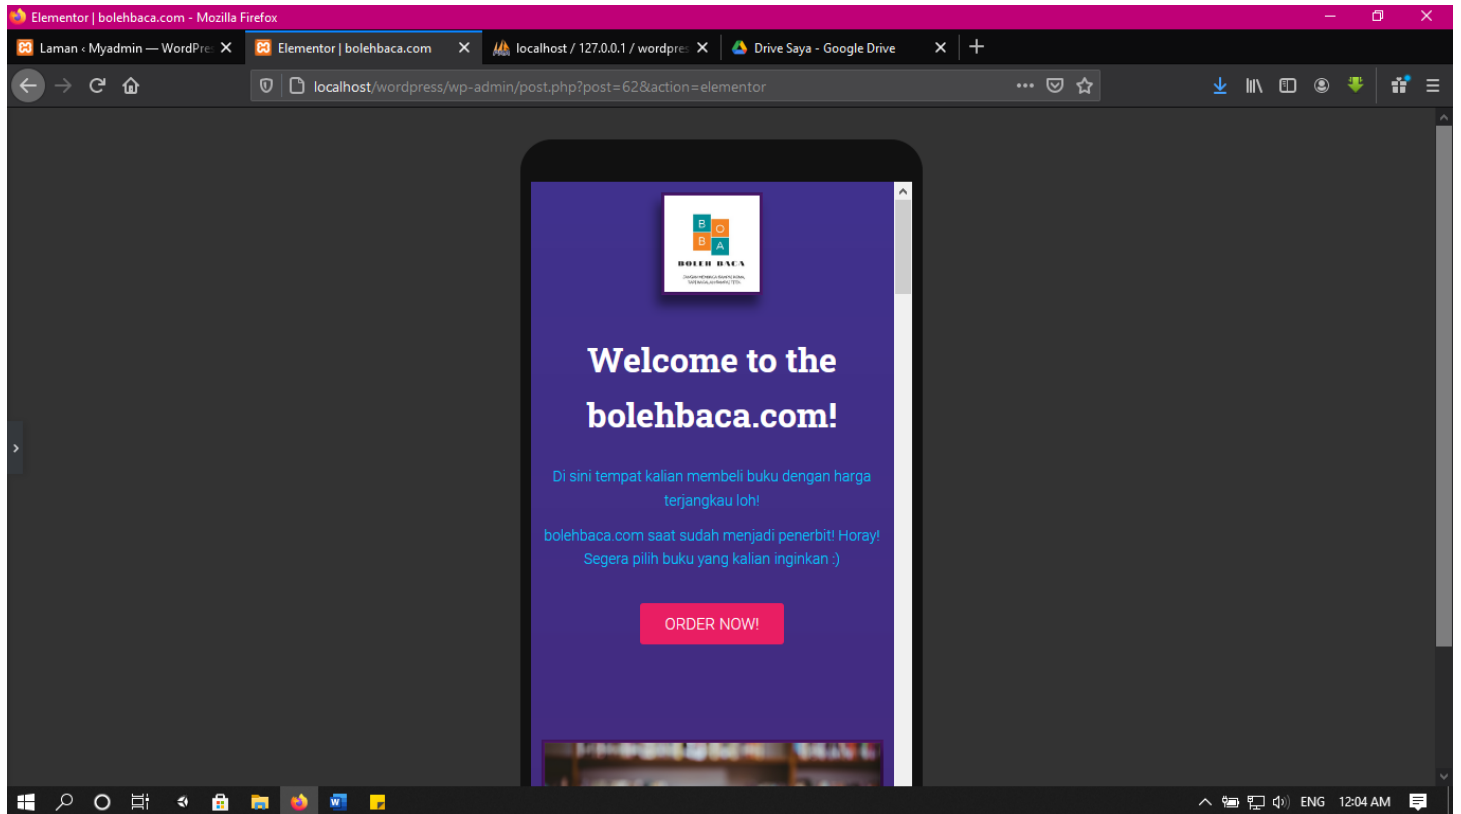 Elementor | bolehbaca.com - Mozilla Firefox
Laman ‹ Myadmin — WordPre
Elementor | bolehbaca.com
localhost / 127.0.0.1 / wordpres
Drive Saya - Google Drive
localhost/wordpress/wp-admin/post.php?post=62&action=elementor
B O
B A
BOLEH BACA
Welcome to the
bolehbaca.com!
Di sini tempat kalian membeli buku dengan harga
terjangkau loh!
bolehbaca.com saat sudah menjadi penerbit! Horay!
Segera pilih buku yang kalian inginkan :)
ORDER NOW!
ENG 12:04 AM